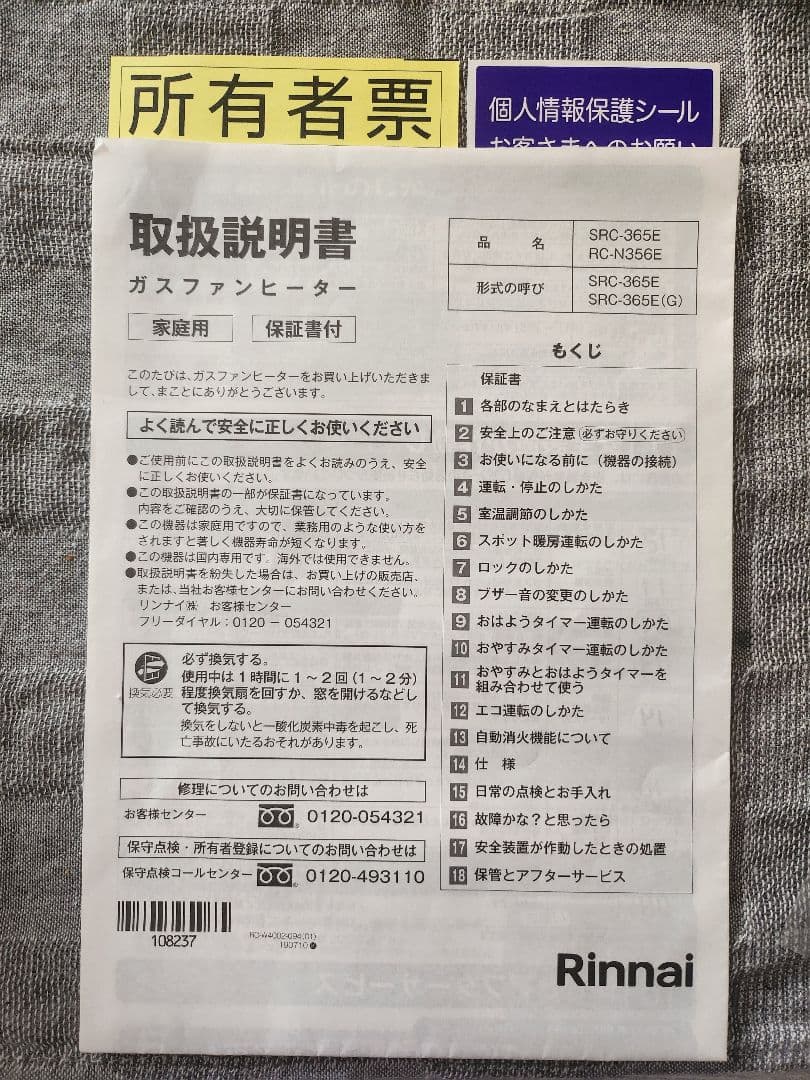 所有者票
個人情報保護シール
お客さまへのお願い
取扱説明書
ガスファンヒーター
家庭用
保証書付
品 名
SRC-365E
RC-N356E
形式の呼び
SRC-365E
SRC-365E(G)
このたびは、ガスファンヒーターをお買い上げいただきま
して、まことにありがとうございます。
よく読んで安全に正しくお使いください
●ご使用前にこの取扱説明書をよくお読みのうえ、安全
に正しくお使いください。
●この取扱説明書の一部が保証書になっています。
内容をご確認のうえ、大切に保管してください。
●この機器は家庭用ですので、業務用のような使い方を
されますと著しく機器寿命が短くなります。
●この機器は国内専用です。海外では使用できません。
●取扱説明書を紛失した場合は、お買い上げの販売店、
または、当社お客様センターにお問い合わせください。
リンナイ㈱ お客様センター
フリーダイヤル：0120－054321
換気必要
必ず換気する。
使用中は1時間に1～2回（1～2分）
程度換気扇を回すか、窓を開けるなどし
て換気する。
換気をしないと一酸化炭素中毒を起こし、死
亡事故にいたるおそれがあります。
修理についてのお問い合わせは
お客様センター 0120-054321
保守点検・所有者登録についてのお問い合わせは
保守点検コールセンター 0120-493110
108237
190710
もくじ
保証書
1 各部のなまえとはたらき
2 安全上のご注意 必ずお守りください
3 お使いになる前に（機器の接続）
4 運転・停止のしかた
5 室温調節のしかた
6 スポット暖房運転のしかた
7 ロックのしかた
8 ブザー音の変更のしかた
9 おはようタイマー運転のしかた
10 おやすみタイマー運転のしかた
11 おやすみとおはようタイマーを
組み合わせて使う
12 エコ運転のしかた
13 自動消火機能について
14 仕 様
15 日常の点検とお手入れ
16 故障かな？と思ったら
17 安全装置が作動したときの処置
18 保管とアフターサービス
Rinnai